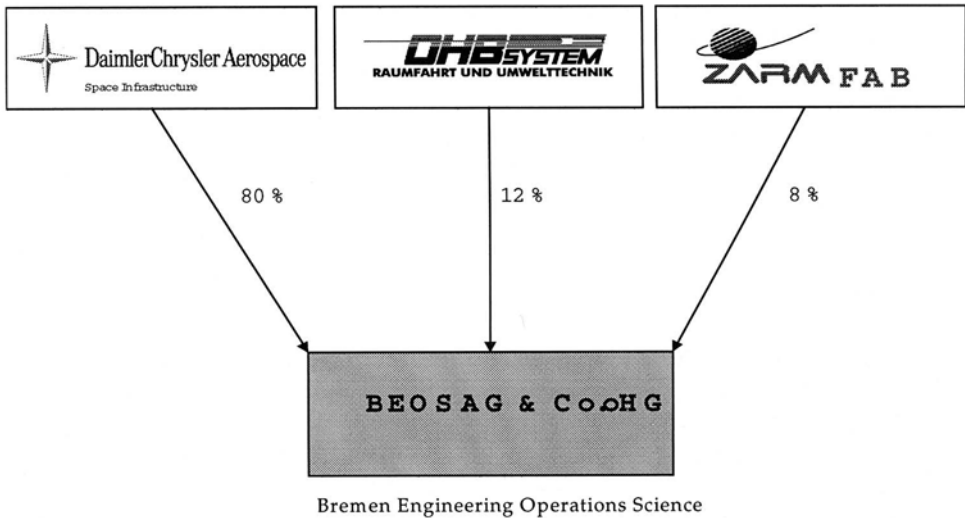 DaimlerChrysler Aerospace
Space Infrastructure
OHB SYSTEM
RAUMFAHRT UND UMWELTTECHNIK
ZARM FAB
80 %
12 %
8 %
BEOSAG & Co
Bremen Engineering Operations Science